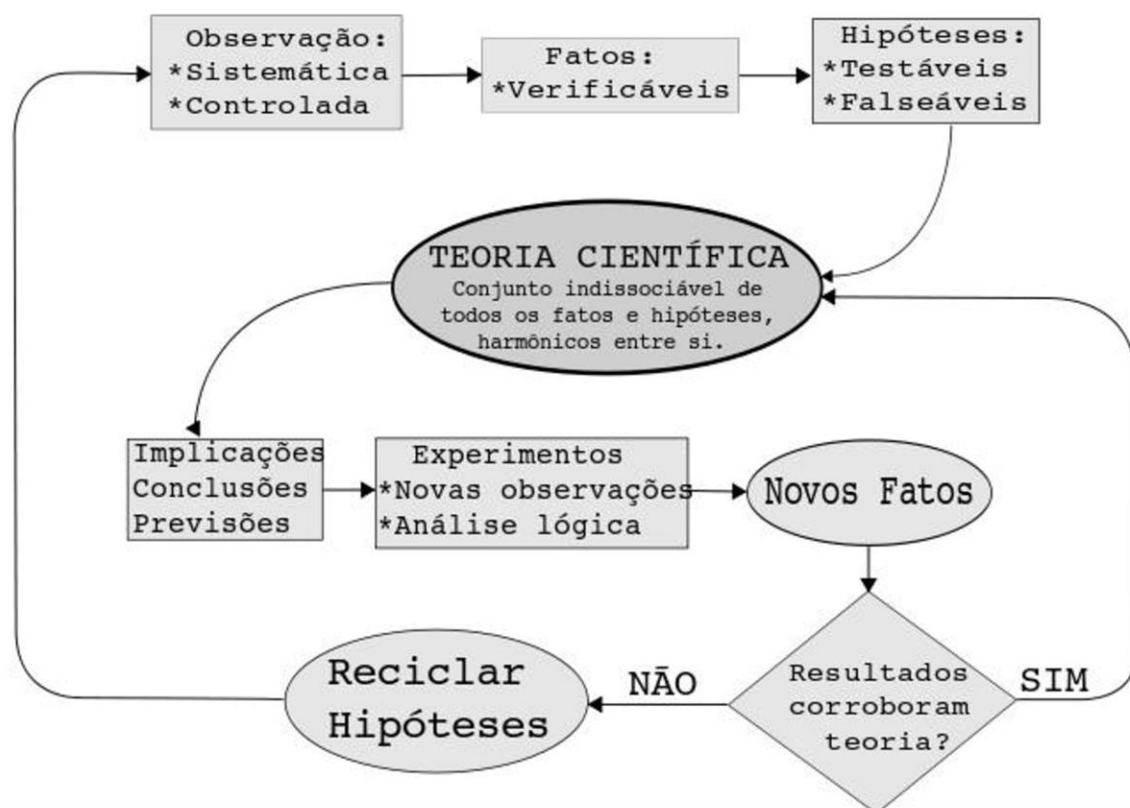 Observação:
*Sistemática
*Controlada
Fatos:
*Verificáveis
Hipóteses:
*Testáveis
*Falseáveis
TEORIA CIENTÍFICA
Conjunto indissociável de
todos os fatos e hipóteses,
harmônicos entre si.
Implicações
Conclusões
Previsões
Experimentos
*Novas observações
*Análise lógica
Novos Fatos
Resultados
corroboram
teoria?
SIM
NÃO
Reciclar
Hipóteses